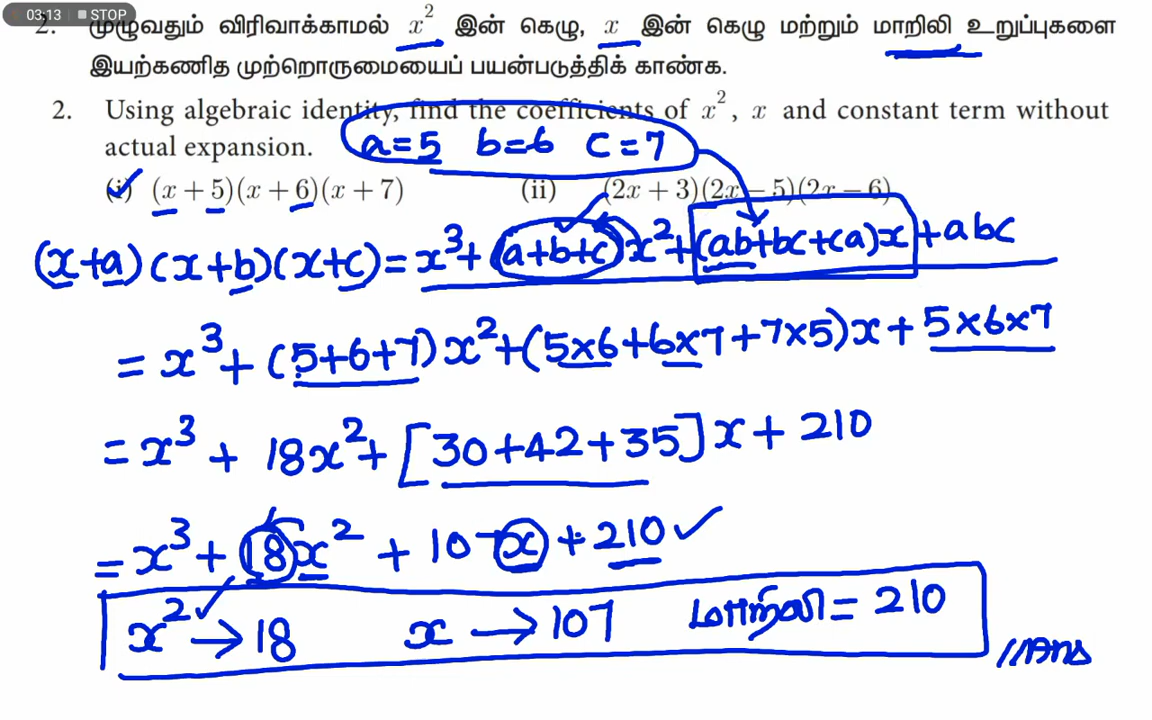 03:13 STOP
2. முழுவதும் விரிவாக்காமல் x² இன் கெழு, x இன் கெழு மற்றும் மாறிலி உறுப்புகளை
இயற்கணித முற்றொருமையைப் பயன்படுத்திக் காண்க.
2. Using algebraic identity, find the coefficients of x², x and constant term without
actual expansion. a=5 b=6 c=7
(i) (x + 5)(x + 6)(x + 7) (ii) (2x + 3)(2x − 5)(2x − 6)
(x+a)(x+b)(x+c)=x³+(a+b+c)x²+(ab+bc+ca)x+abc
= x³+(5+6+7)x²+(5×6+6×7+7×5)x+5×6×7
= x³ + 18x²+[30+42+35]x+210
= x³+18x² + 107x+210 ✓
x² ✓→18 x→107 மாறிலி = 210
//Ans